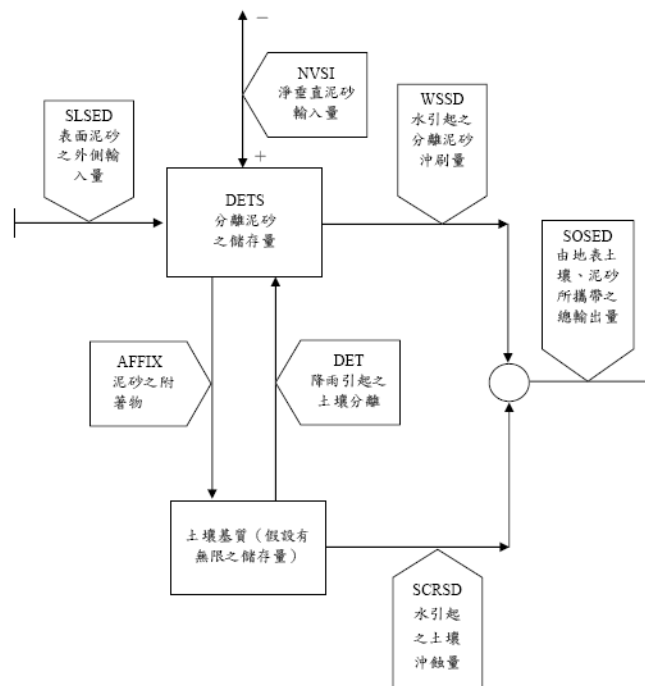 −
NVSI
淨垂直泥砂
輸入量
+
SLSED
表面泥砂
之外側輸
入量
WSSD
水引起之
分離泥砂
沖刷量
DETS
分離泥砂
之儲存量
SOSED
由地表土
壤、泥砂
所攜帶之
總輸出量
AFFIX
泥砂之附
著物
DET
降雨引起之
土壤分離
土壤基質（假設有
無限之儲存量）
SCRSD
水引起
之土壤
沖蝕量